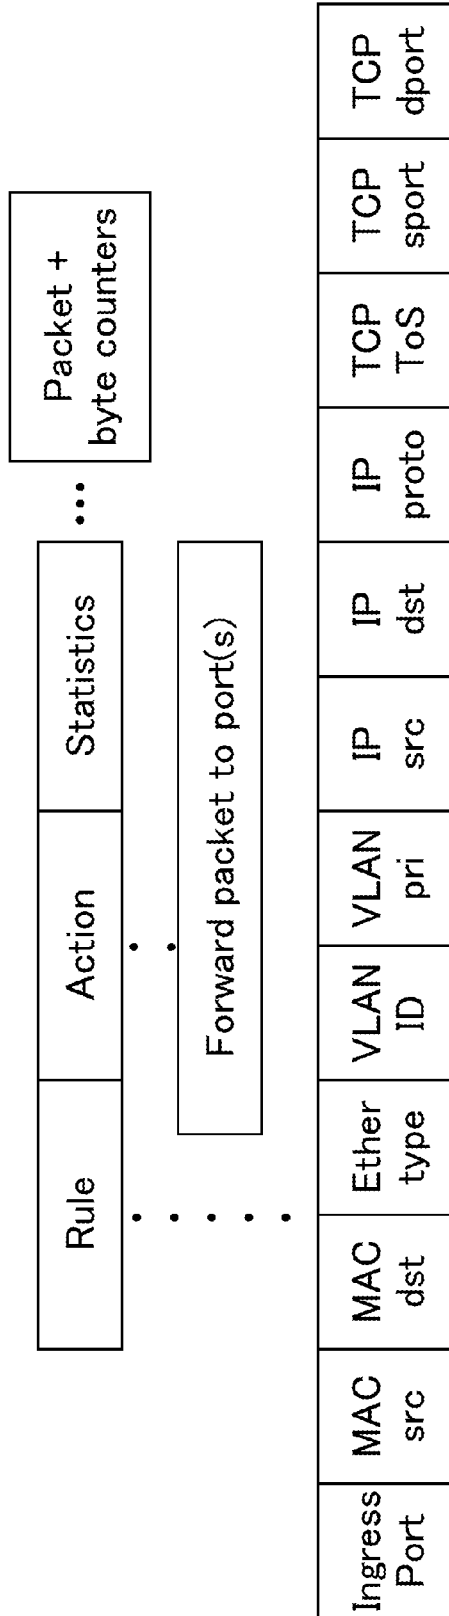 Rule
Action
Statistics
...
Packet +
byte counters
Forward packet to port(s)
Ingress
Port
MAC
src
MAC
dst
Ether
type
VLAN
ID
VLAN
pri
IP
src
IP
dst
IP
proto
TCP
ToS
TCP
sport
TCP
dport